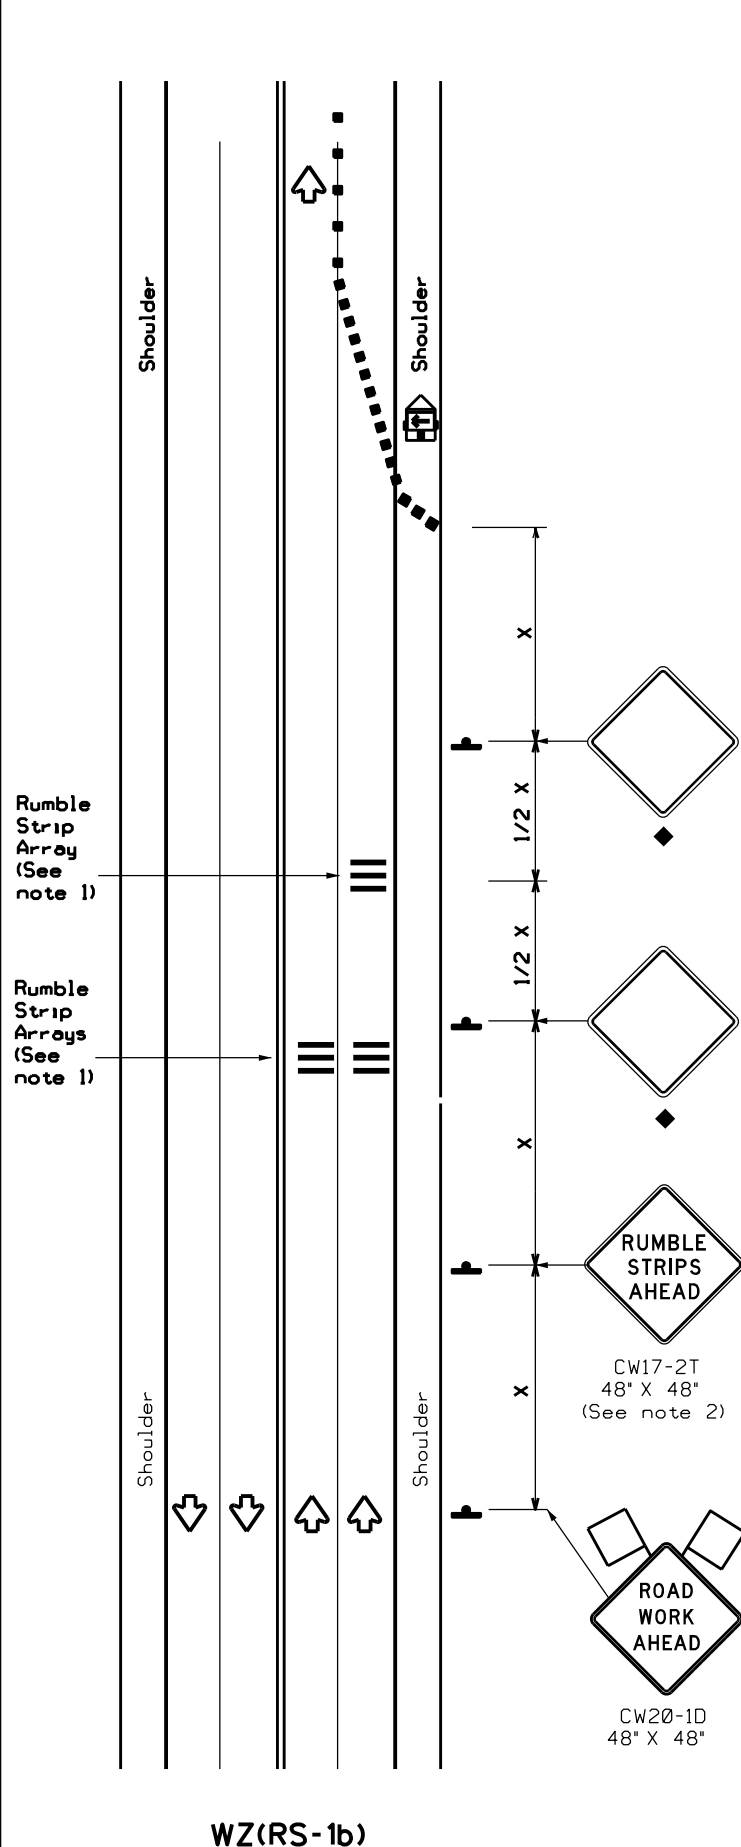 Shoulder
Shoulder
X
1/2 X
Rumble
Strip
Array
(See
note 1)
1/2 X
Rumble
Strip
Arrays
(See
note 1)
X
RUMBLE
STRIPS
AHEAD
CW17-2T
48" X 48"
(See note 2)
X
Shoulder
Shoulder
ROAD
WORK
AHEAD
CW20-1D
48" X 48"
WZ(RS-1b)